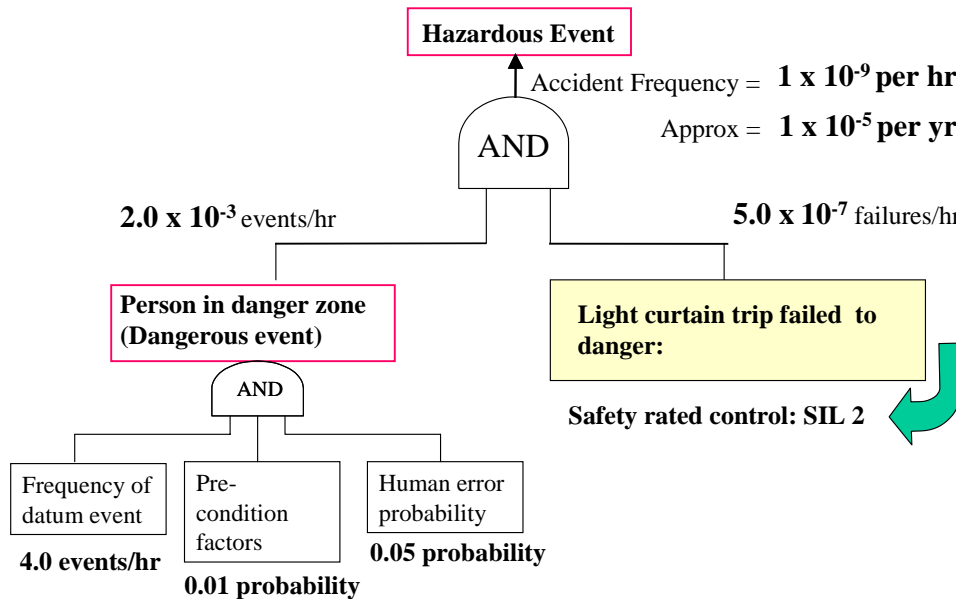 Hazardous Event
Accident Frequency = 1 x 10⁻⁹ per hr
Approx = 1 x 10⁻⁵ per yr
AND
2.0 x 10⁻³ events/hr
5.0 x 10⁻⁷ failures/hr
Person in danger zone
(Dangerous event)
Light curtain trip failed to
danger:
AND
Safety rated control: SIL 2
Frequency of
datum event
4.0 events/hr
Pre-
condition
factors
0.01 probability
Human error
probability
0.05 probability